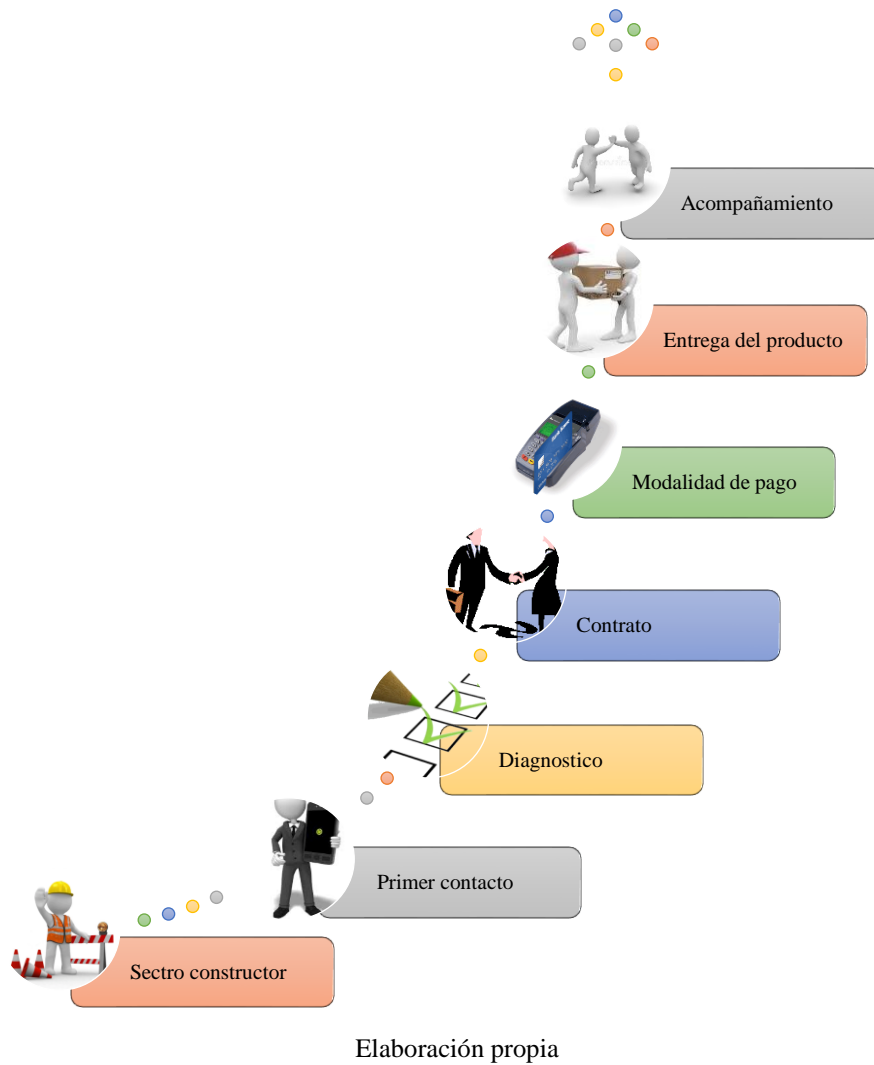 Acompañamiento
Entrega del producto
Modalidad de pago
Contrato
Diagnostico
Primer contacto
Sectro constructor
Elaboración propia